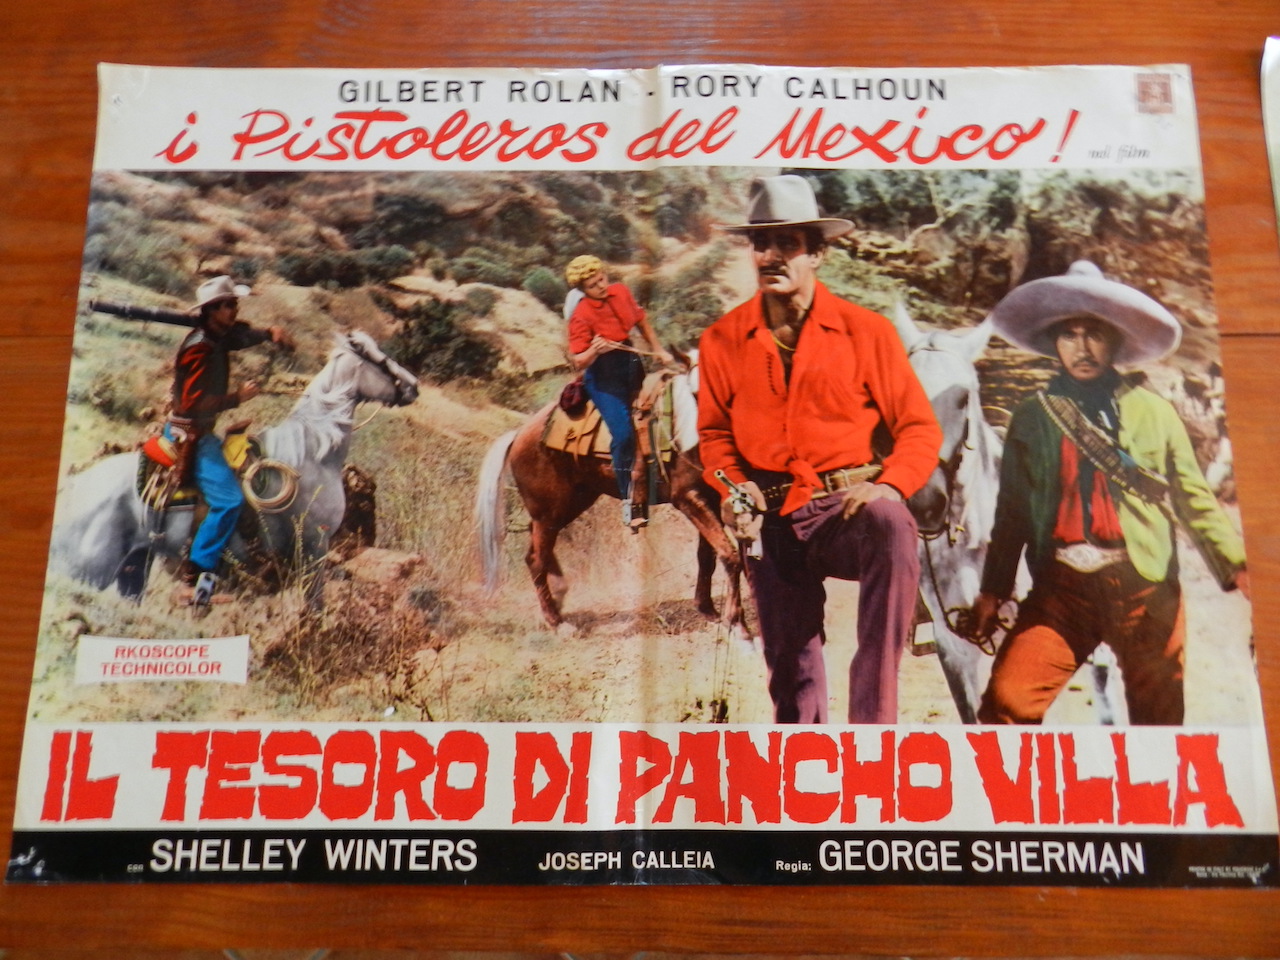 GILBERT ROLAN - RORY CALHOUN
i Pistoleros del Mexico!
nel film
RKOSCOPE
TECHNICOLOR
IL TESORO DI PANCHO VILLA
con SHELLEY WINTERS JOSEPH CALLEIA Regia: GEORGE SHERMAN